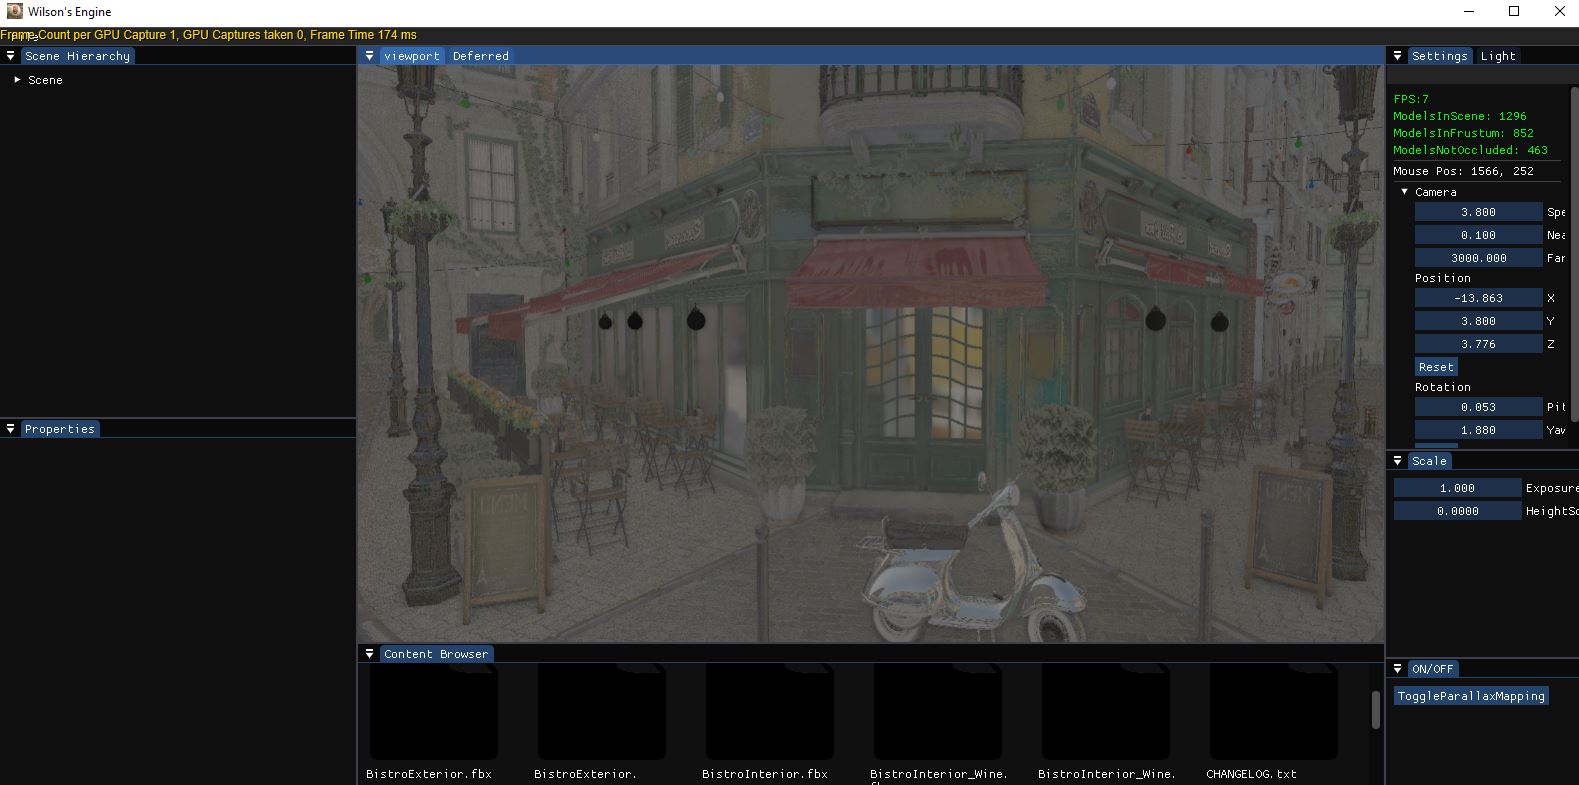 Wilson's Engine
Frame Count per GPU Capture 1, GPU Captures taken 0, Frame Time 174 ms
Scene Hierarchy
Scene
Properties
viewport Deferred
Content Browser
BistroExterior.fbx BistroExterior. BistroInterior.fbx BistroInterior_Wine. BistroInterior_Wine. CHANGELOG.txt
Settings Light
FPS:7
ModelsInScene: 1296
ModelsInFrustum: 852
ModelsNotOccluded: 463
Mouse Pos: 1566, 252
Camera
3.800 Spe
0.100 Nea
3000.000 Far
Position
-13.863 X
3.800 Y
3.776 Z
Reset
Rotation
0.053 Pit
1.880 Yaw
Scale
1.000 Exposure
0.0000 HeightSc
ON/OFF
ToggleParallaxMapping